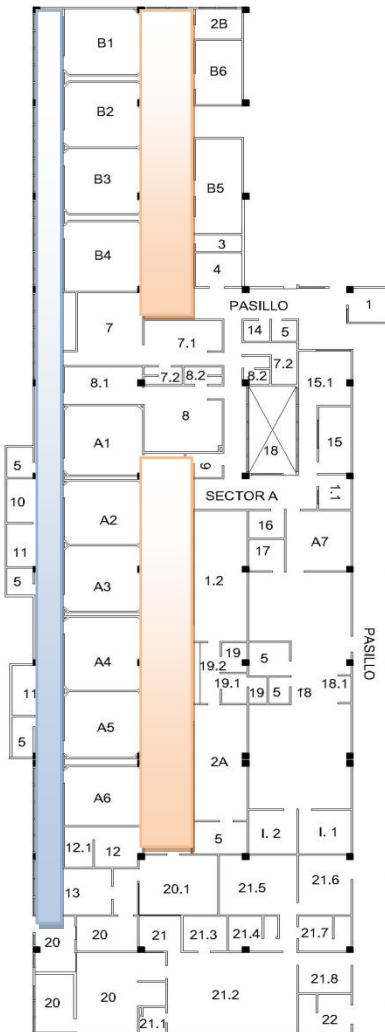 B1
2B
B6
B2
B3
B5
B4
3
4
PASILLO
1
7
7.1
14
5
7.2
8.2
8.2
7.2
8.1
15.1
8
A1
15
18
5
6
10
SECTOR A
1.1
A2
16
11
1.2
17
A7
5
A3
A4
19
5
19.2
PASILLO
11
19.1
19
5
18
18.1
A5
5
2A
A6
I. 2
I. 1
5
12.1
12
13
20.1
21.5
21.6
20
20
21
21.3
21.4
21.7
20
20
21.2
21.8
21.1
22